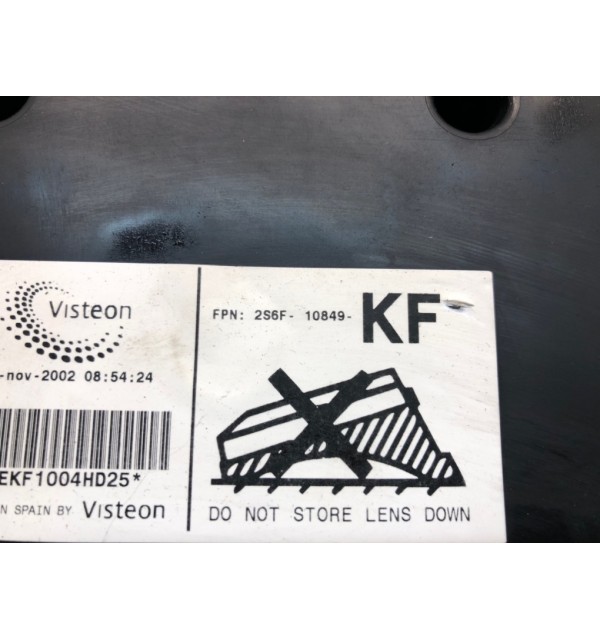 Visteon
-nov-2002 08:54:24
EKF1004HD25*
N SPAIN BY Visteon
FPN: 2S6F- 10849- KF
DO NOT STORE LENS DOWN